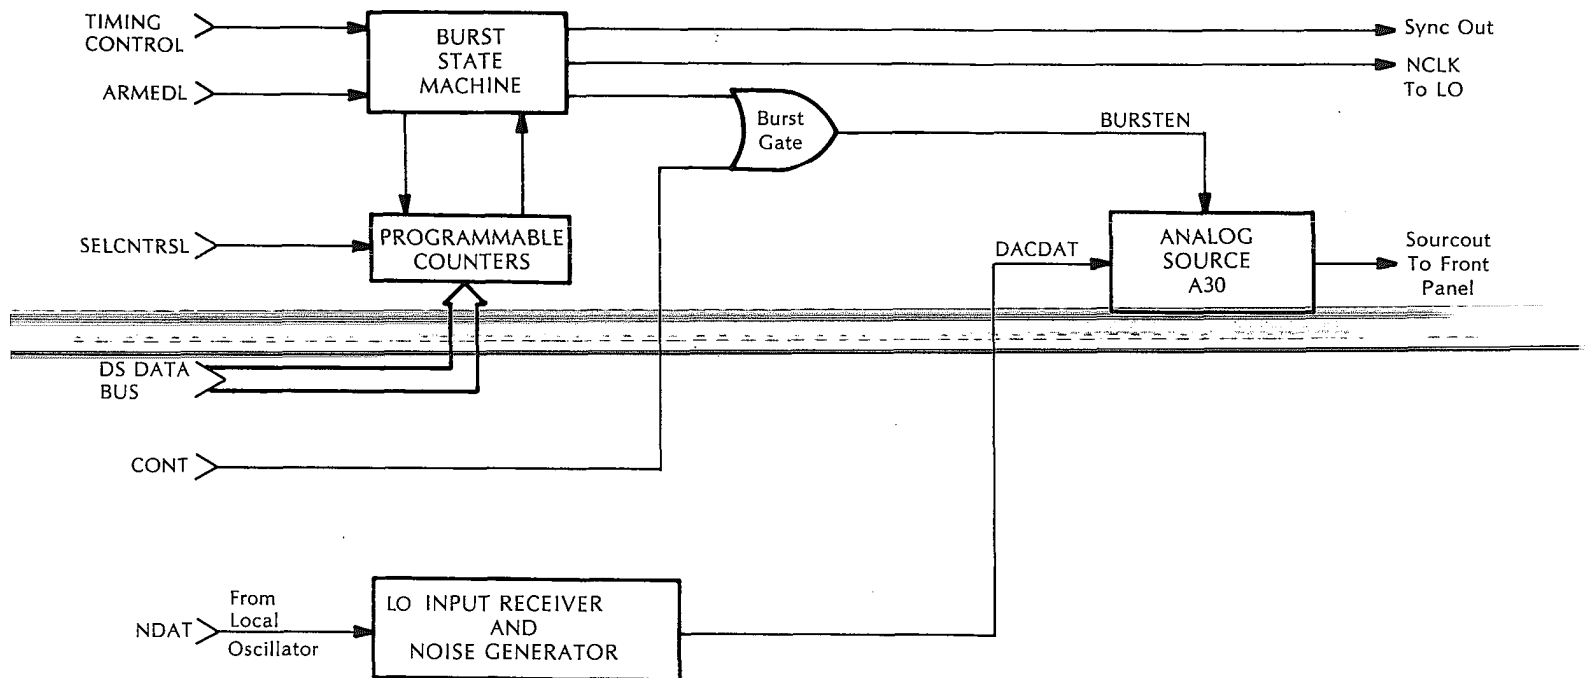 TIMING
CONTROL
BURST
STATE
MACHINE
Sync Out
NCLK
To LO
ARMEDL
Burst
Gate
BURSTEN
SELCNTRSL
PROGRAMMABLE
COUNTERS
DACDAT
ANALOG
SOURCE
A30
Sourcout
To Front
Panel
DS DATA
BUS
CONT
NDAT
From
Local
Oscillator
LO INPUT RECEIVER
AND
NOISE GENERATOR